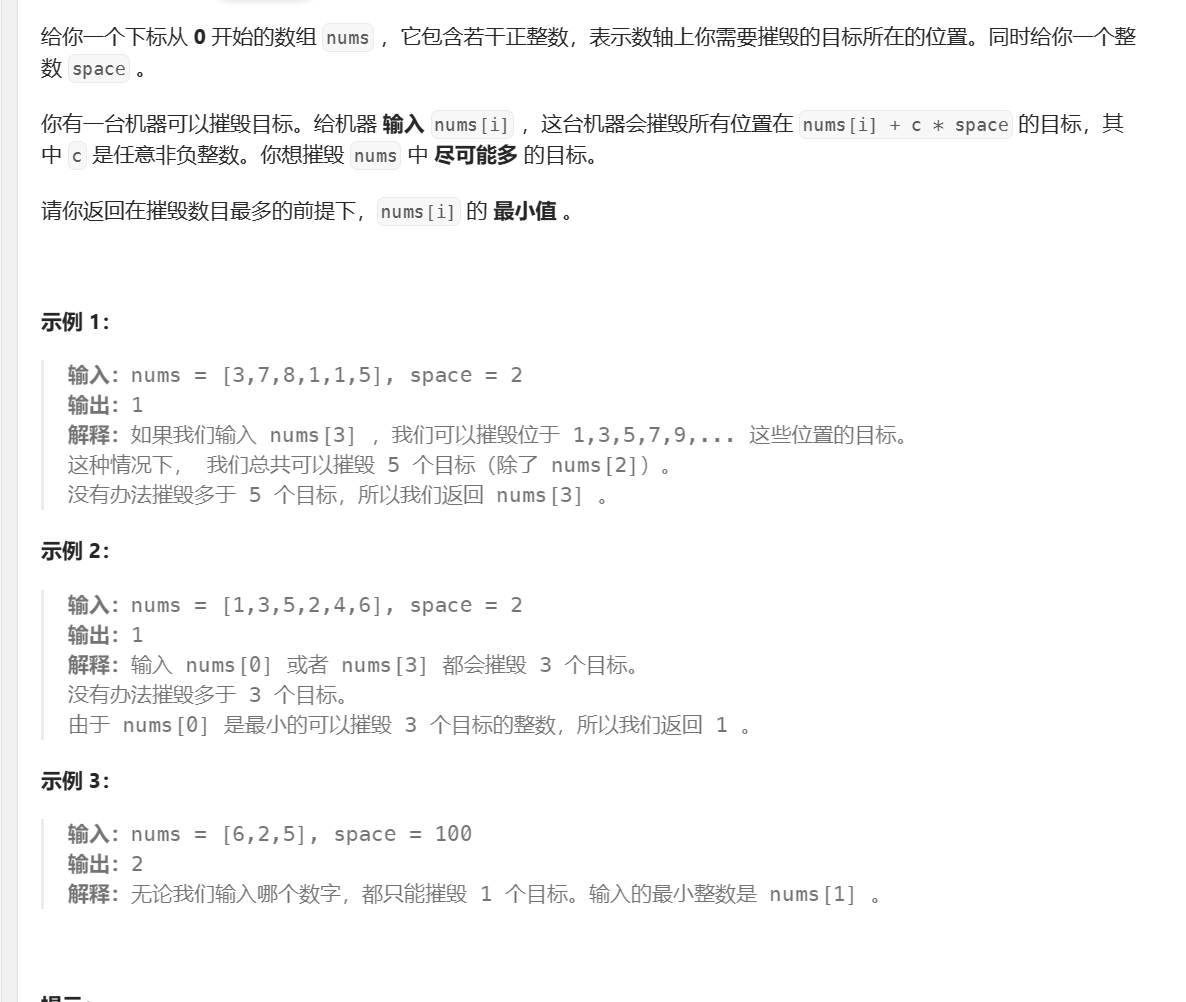 给你一个下标从 0 开始的数组 nums ，它包含若干正整数，表示数轴上你需要摧毁的目标所在的位置。同时给你一个整
数 space 。
你有一台机器可以摧毁目标。给机器 输入 nums[i] ，这台机器会摧毁所有位置在 nums[i] + c * space 的目标，其
中 c 是任意非负整数。你想摧毁 nums 中 尽可能多 的目标。
请你返回在摧毁数目最多的前提下，nums[i] 的 最小值 。
示例 1：
输入：nums = [3,7,8,1,1,5], space = 2
输出：1
解释：如果我们输入 nums[3] ，我们可以摧毁位于 1,3,5,7,9,... 这些位置的目标。
这种情况下， 我们总共可以摧毁 5 个目标（除了 nums[2]）。
没有办法摧毁多于 5 个目标，所以我们返回 nums[3] 。
示例 2：
输入：nums = [1,3,5,2,4,6], space = 2
输出：1
解释：输入 nums[0] 或者 nums[3] 都会摧毁 3 个目标。
没有办法摧毁多于 3 个目标。
由于 nums[0] 是最小的可以摧毁 3 个目标的整数，所以我们返回 1 。
示例 3：
输入：nums = [6,2,5], space = 100
输出：2
解释：无论我们输入哪个数字，都只能摧毁 1 个目标。输入的最小整数是 nums[1] 。